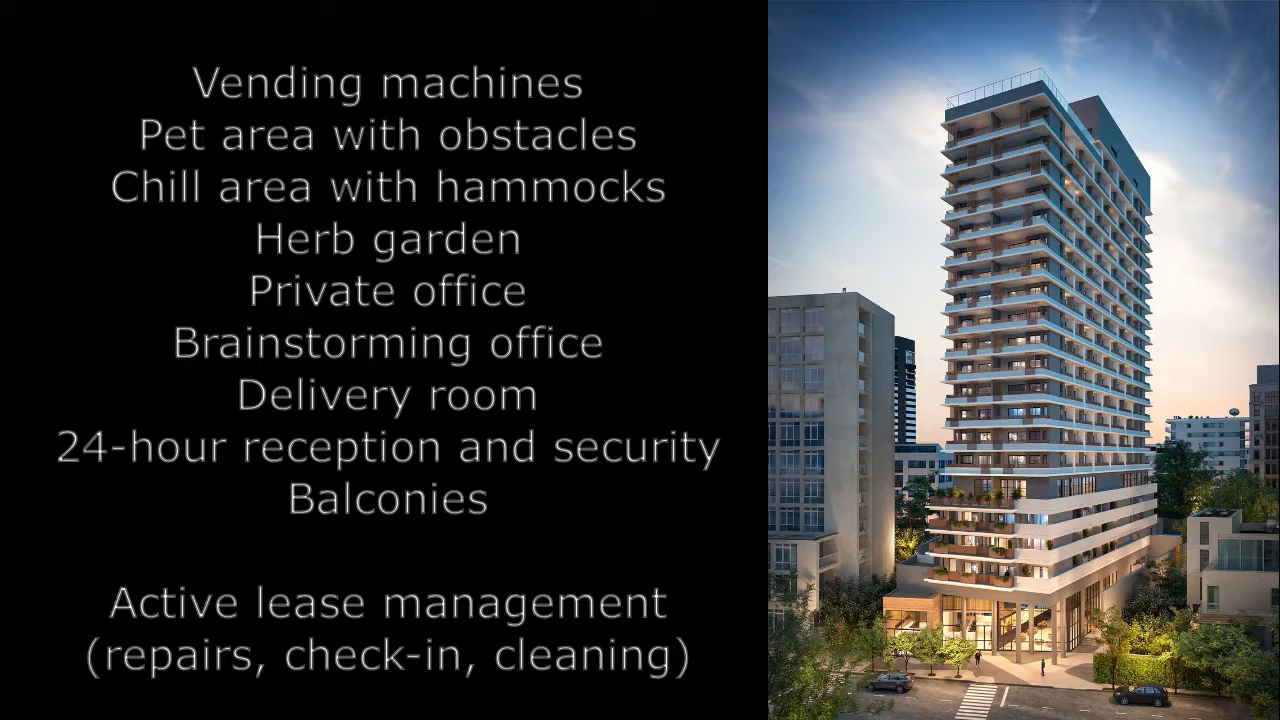 Vending machines
Pet area with obstacles
Chill area with hammocks
Herb garden
Private office
Brainstorming office
Delivery room
24-hour reception and security
Balconies
Active lease management
(repairs, check-in, cleaning)